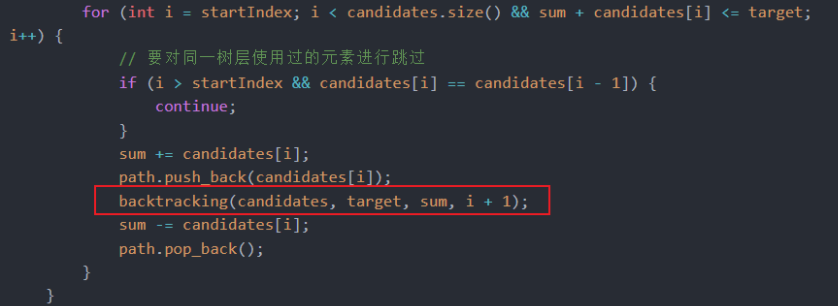 for (int i = startIndex; i < candidates.size() && sum + candidates[i] <= target;
i++) {
// 要对同一树层使用过的元素进行跳过
if (i > startIndex && candidates[i] == candidates[i - 1]) {
continue;
}
sum += candidates[i];
path.push_back(candidates[i]);
backtracking(candidates, target, sum, i + 1);
sum -= candidates[i];
path.pop_back();
}
}